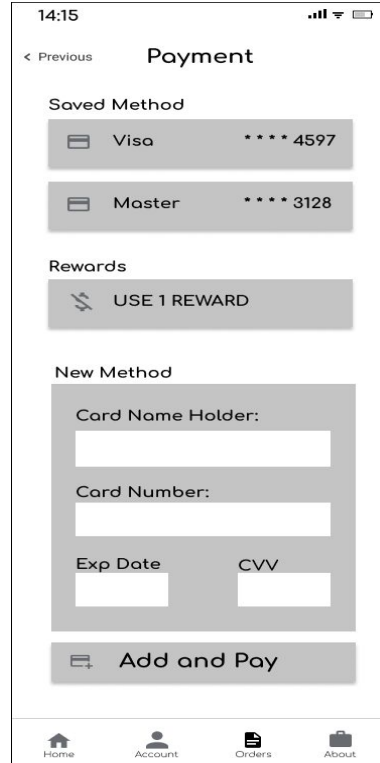 14:15
< Previous Payment
Saved Method
Visa **** 4597
Master **** 3128
Rewards
USE 1 REWARD
New Method
Card Name Holder:
Card Number:
Exp Date CVV
Add and Pay
Home Account Orders About